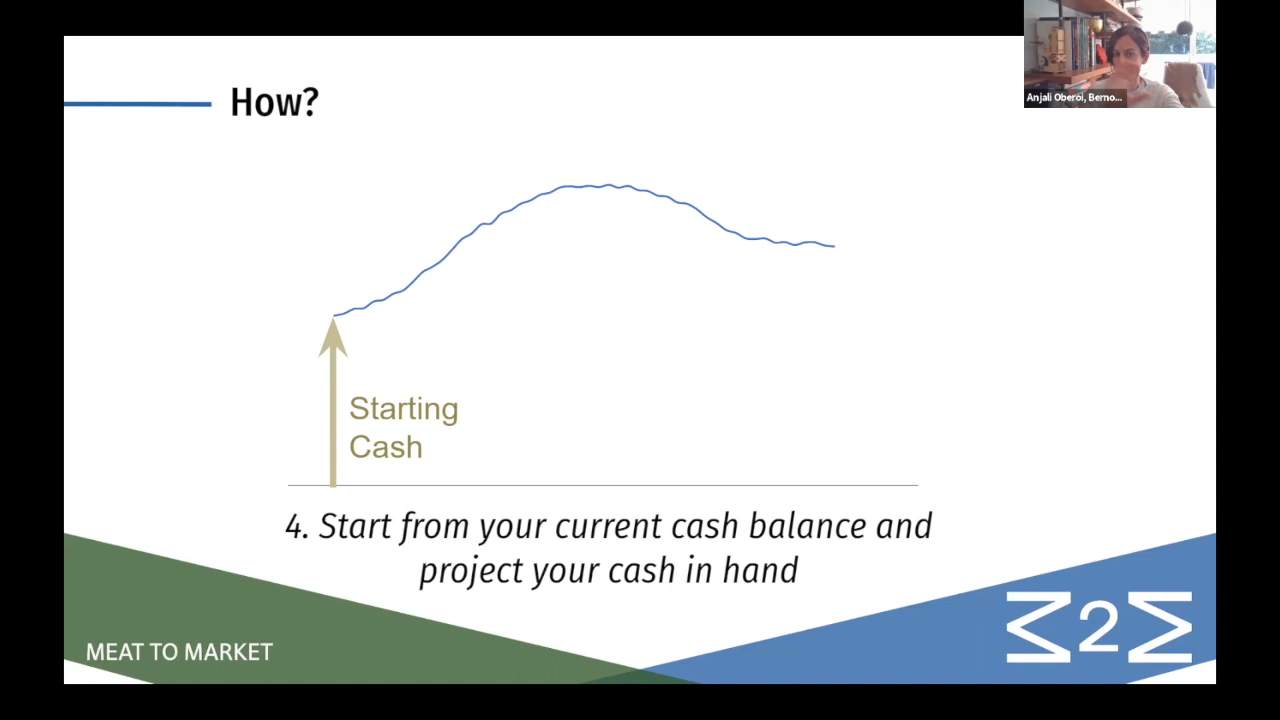 How?
Anjali Oberoi, Berno...
Starting
Cash
4. Start from your current cash balance and
project your cash in hand
MEAT TO MARKET
M2M